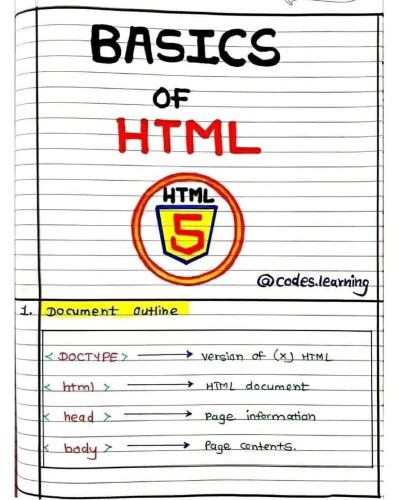 BASICS
OF
HTML
HTML
5
@codes.learning
1. Document Outline
< DOCTYPE > → Version of (X) HTML
< html > → HTML document
< head > → Page information
< body > → Page contents.